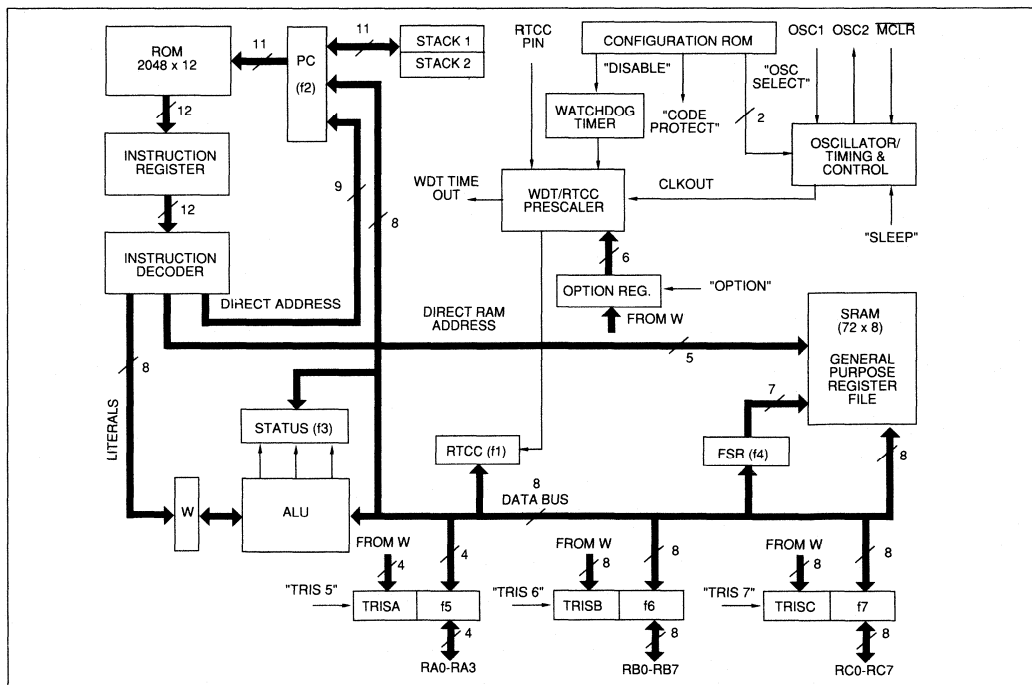 ROM
2048 x 12
11
PC
(f2)
11
STACK 1
STACK 2
RTCC
PIN
CONFIGURATION ROM
OSC1
OSC2
MCLR
"DISABLE"
"OSC
SELECT"
12
WATCHDOG
TIMER
"CODE
PROTECT"
2
INSTRUCTION
REGISTER
OSCILLATOR/
TIMING &
CONTROL
9
WDT TIME
OUT
WDT/RTCC
PRESCALER
CLKOUT
12
8
"SLEEP"
INSTRUCTION
DECODER
6
OPTION REG.
"OPTION"
DIRECT ADDRESS
DIRECT RAM
ADDRESS
FROM W
SRAM
(72 x 8)
GENERAL
PURPOSE
REGISTER
FILE
8
5
LITERALS
7
STATUS (f3)
RTCC (f1)
FSR (f4)
8
W
ALU
8
DATA BUS
FROM W
4
4
FROM W
8
8
FROM W
8
8
"TRIS 5"
TRISA
f5
"TRIS 6"
TRISB
f6
"TRIS 7"
TRISC
f7
4
8
8
RA0-RA3
RB0-RB7
RC0-RC7